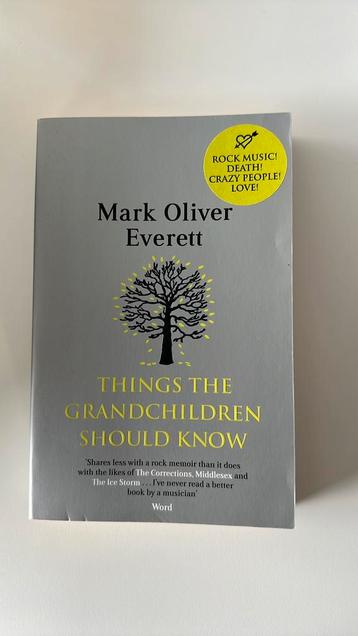 ROCK MUSIC!
DEATH!
CRAZY PEOPLE!
LOVE!
Mark Oliver
Everett
THINGS THE
GRANDCHILDREN
SHOULD KNOW
'Shares less with a rock memoir than it does
with the likes of The Corrections, Middlesex and
The Ice Storm . . . I've never read a better
book by a musician'
Word